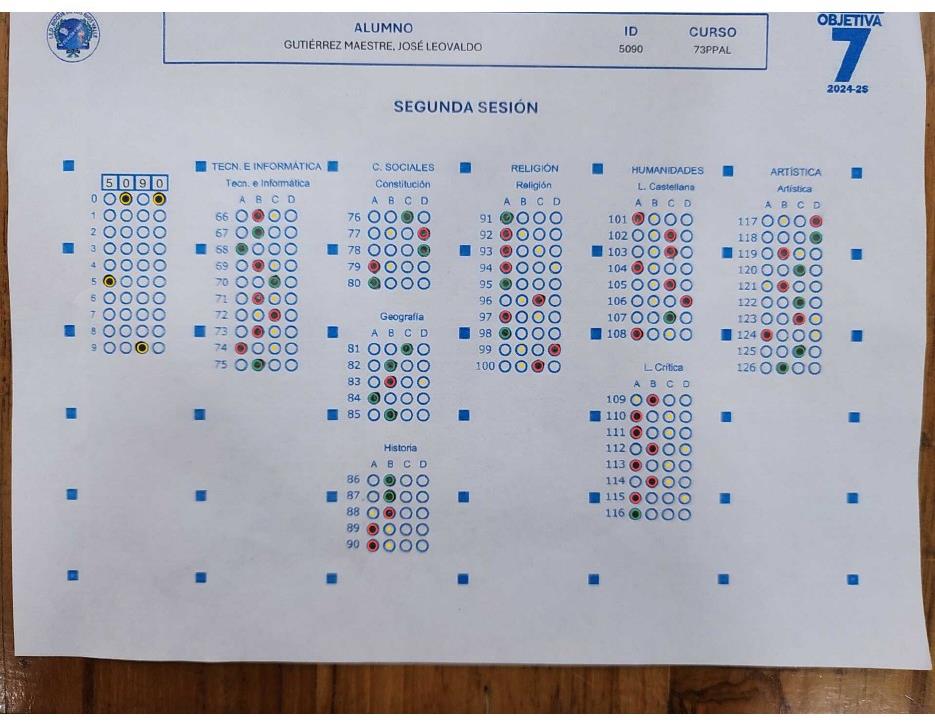 ALUMNO
GUTIÉRREZ MAESTRE, JOSÉ LEOVALDO
ID
5090
CURSO
73PPAL
OBJETIVA
7
2024-2S
SEGUNDA SESIÓN
5 0 9 0
0
1
2
3
4
5
6
7
8
9
TECN. E INFORMÁTICA
Tecn. e Informática
A B C D
66
67
68
69
70
71
72
73
74
75
C. SOCIALES
Constitución
A B C D
76
77
78
79
80
Geografía
A B C D
81
82
83
84
85
Historia
A B C D
86
87
88
89
90
RELIGIÓN
Religión
A B C D
91
92
93
94
95
96
97
98
99
100
HUMANIDADES
L. Castellana
A B C D
101
102
103
104
105
106
107
108
L. Crítica
A B C D
109
110
111
112
113
114
115
116
ARTÍSTICA
Artística
A B C D
117
118
119
120
121
122
123
124
125
126